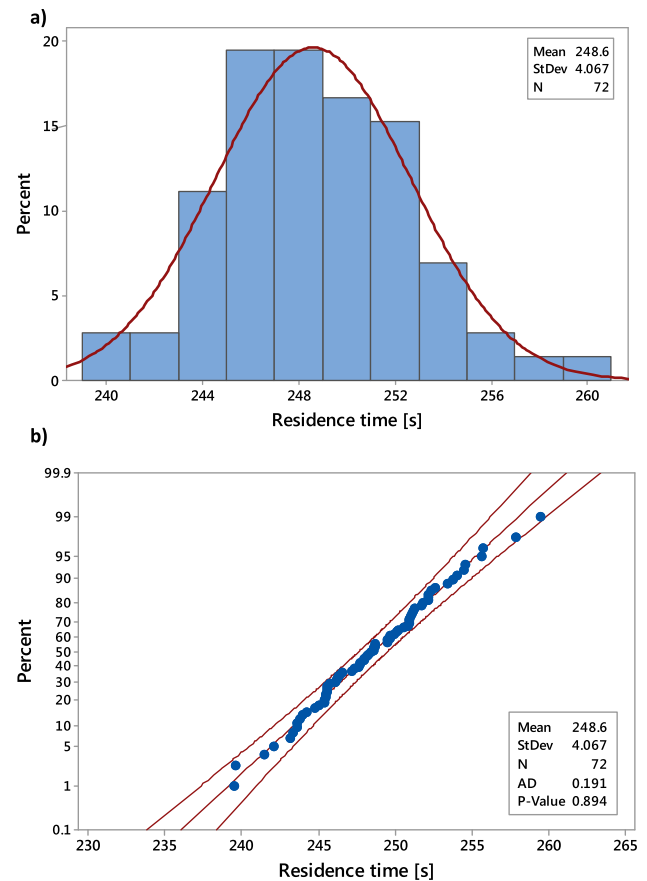 a)
20
15
10
5
0
Percent
Mean 248.6
StDev 4.067
N 72
240 244 248 252 256 260
Residence time [s]
b)
99.9
99
95
90
80
70
60
50
40
30
20
10
5
1
0.1
Percent
Mean 248.6
StDev 4.067
N 72
AD 0.191
P-Value 0.894
230 235 240 245 250 255 260 265
Residence time [s]